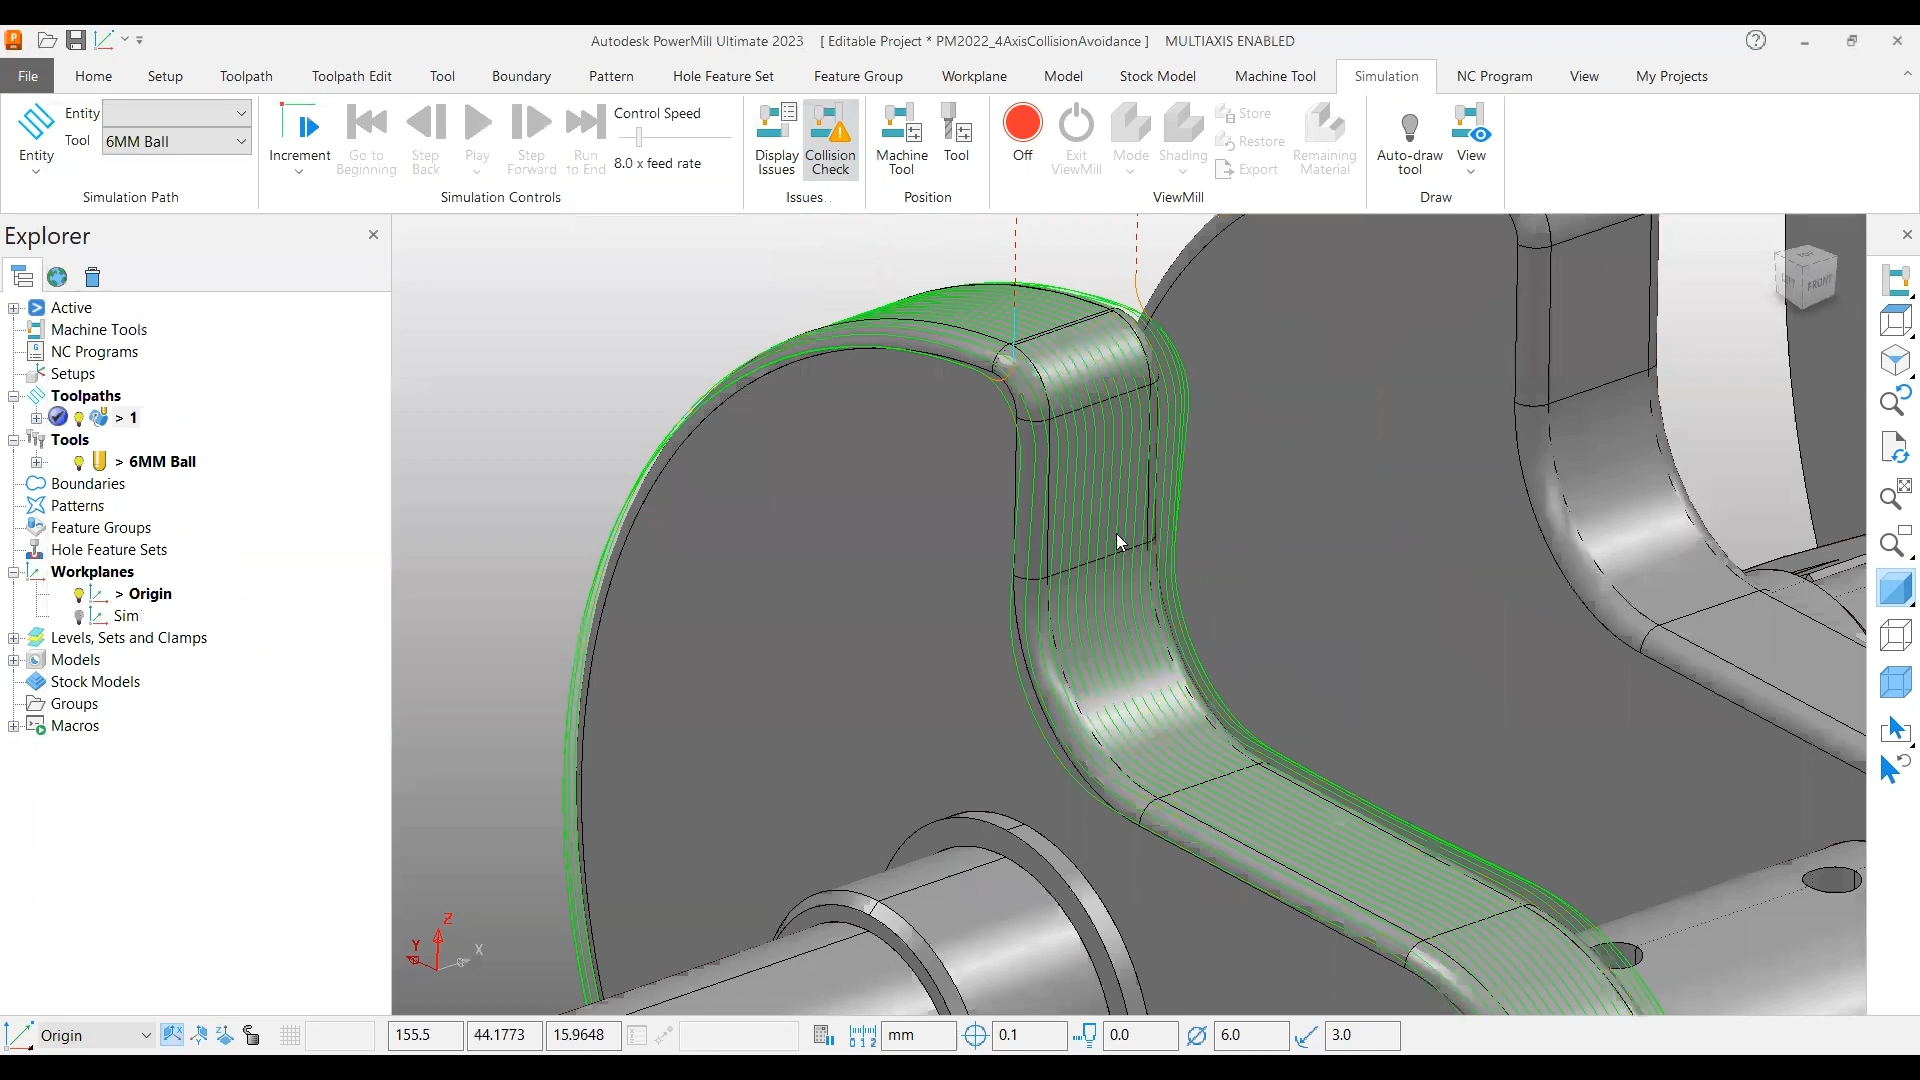 Autodesk PowerMill Ultimate 2023 [ Editable Project * PM2022_4AxisCollisionAvoidance ] MULTIAXIS ENABLED
File Home Setup Toolpath Toolpath Edit Tool Boundary Pattern Hole Feature Set Feature Group Workplane Model Stock Model Machine Tool Simulation NC Program View My Projects
Entity
Tool 6MM Ball
Entity
Simulation Path
Increment
Go to Beginning
Step Back
Play
Step Forward
Run to End
Control Speed
8.0 x feed rate
Simulation Controls
Display Issues
Collision Check
Issues
Machine Tool
Tool
Position
Off
Exit ViewMill
Mode
Shading
Store
Restore
Export
Remaining Material
ViewMill
Auto-draw tool
View
Draw
Explorer
Active
Machine Tools
NC Programs
Setups
Toolpaths
> 1
Tools
> 6MM Ball
Boundaries
Patterns
Feature Groups
Hole Feature Sets
Workplanes
> Origin
Sim
Levels, Sets and Clamps
Models
Stock Models
Groups
Macros
FRONT
Z
Y
X
Origin 155.5 44.1773 15.9648 mm 0.1 0.0 6.0 3.0